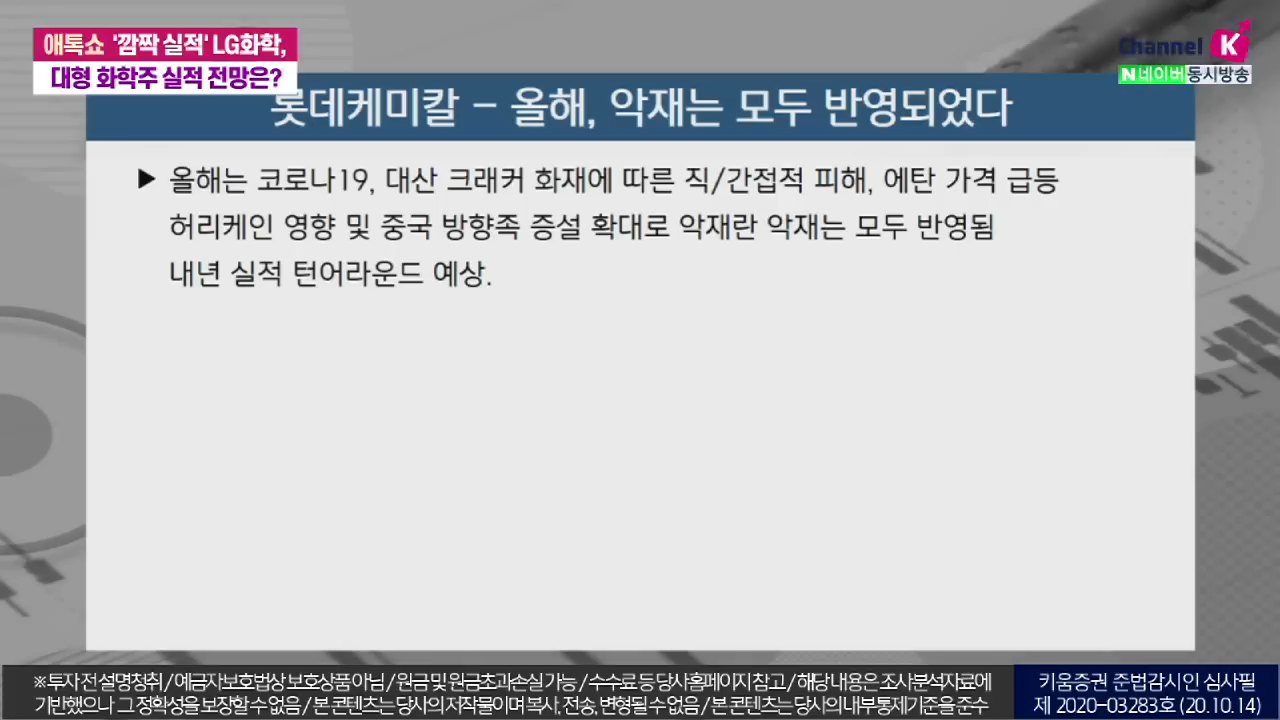 애톡쇼 '깜짝 실적' LG화학,
대형 화학주 실적 전망은?
Channel K
N 네이버 동시방송
롯데케미칼 – 올해, 악재는 모두 반영되었다
▶ 올해는 코로나19, 대산 크래커 화재에 따른 직/간접적 피해, 에탄 가격 급등
허리케인 영향 및 중국 방향족 증설 확대로 악재란 악재는 모두 반영됨
내년 실적 턴어라운드 예상.
※ 투자 전 설명청취 / 예금자보호법상 보호상품 아님 / 원금 및 원금초과손실 가능 / 수수료 등 당사홈페이지 참고 / 해당 내용은 조사분석자료에
기반했으나 그 정확성을 보장할 수 없음 / 본 콘텐츠는 당사의 저작물이며 복사, 전송, 변형될 수 없음 / 본 콘텐츠는 당사의 내부통제기준을 준수
키움증권 준법감시인 심사필
제 2020-03283호 (20.10.14)